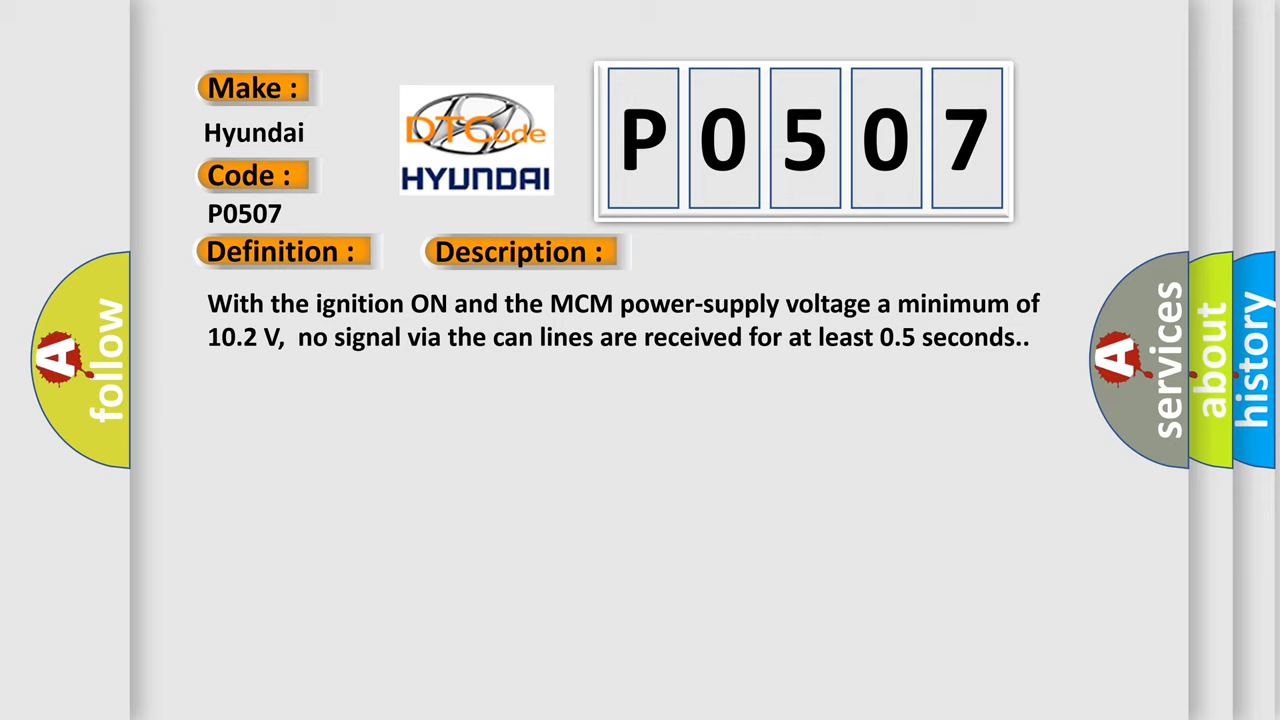 Make :
Hyundai
Code :
P0507
DTCode
HYUNDAI
P0507
Definition :
Description :
With the ignition ON and the MCM power-supply voltage a minimum of
10.2 V,  no signal via the can lines are received for at least 0.5 seconds..
A follow
A services
about
history